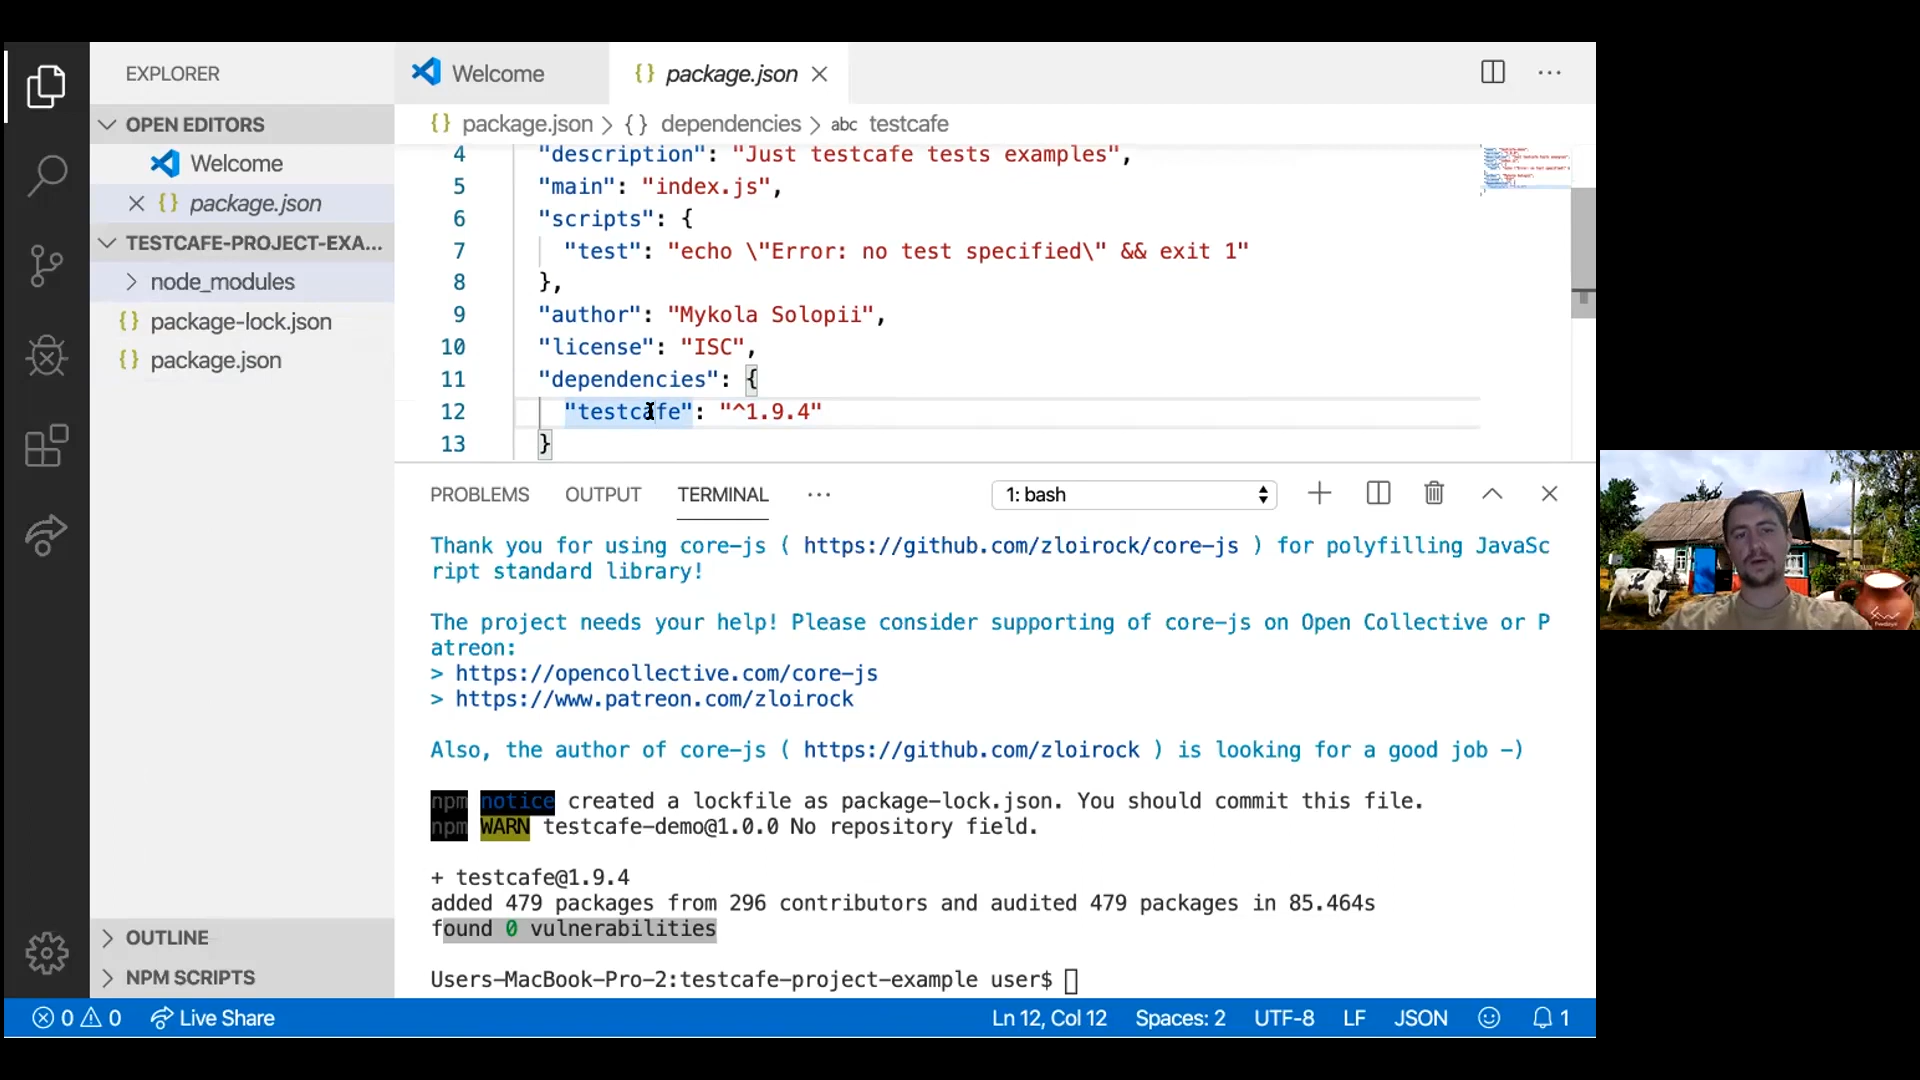 EXPLORER
OPEN EDITORS
Welcome
package.json
TESTCAFE-PROJECT-EXA...
node_modules
package-lock.json
package.json
OUTLINE
NPM SCRIPTS
Welcome
{} package.json
{} package.json > {} dependencies > abc testcafe
4 "description": "Just testcafe tests examples",
5 "main": "index.js",
6 "scripts": {
7 "test": "echo \"Error: no test specified\" && exit 1"
8 },
9 "author": "Mykola Solopii",
10 "license": "ISC",
11 "dependencies": {
12 "testcafe": "^1.9.4"
13 }
PROBLEMS OUTPUT TERMINAL ··· 1: bash
Thank you for using core-js ( https://github.com/zloirock/core-js ) for polyfilling JavaSc
ript standard library!
The project needs your help! Please consider supporting of core-js on Open Collective or P
atreon:
> https://opencollective.com/core-js
> https://www.patreon.com/zloirock
Also, the author of core-js ( https://github.com/zloirock ) is looking for a good job -)
npm notice created a lockfile as package-lock.json. You should commit this file.
npm WARN testcafe-demo@1.0.0 No repository field.
+ testcafe@1.9.4
added 479 packages from 296 contributors and audited 479 packages in 85.464s
found 0 vulnerabilities
Users-MacBook-Pro-2:testcafe-project-example user$
0 0 Live Share Ln 12, Col 12 Spaces: 2 UTF-8 LF JSON 1